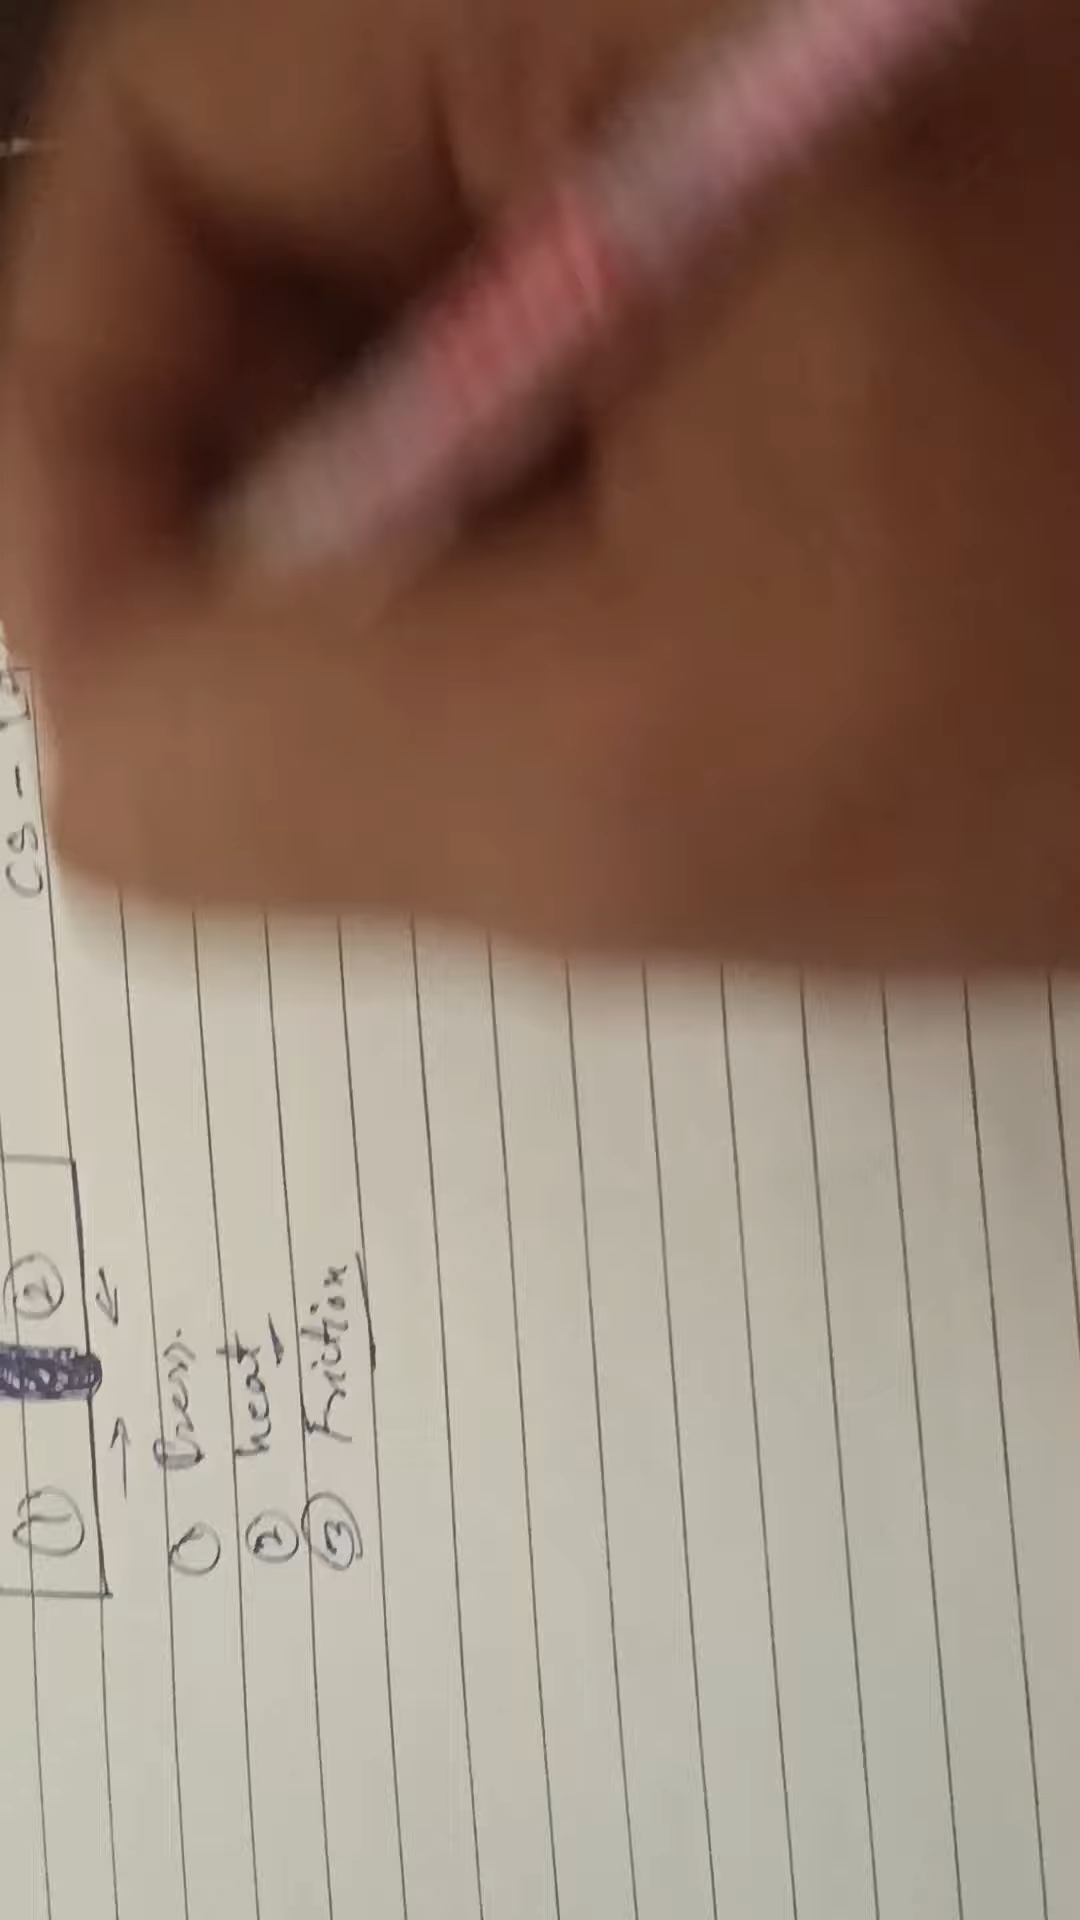 CS -
① ②
→ ←
① Press.
② heat
③ Friction